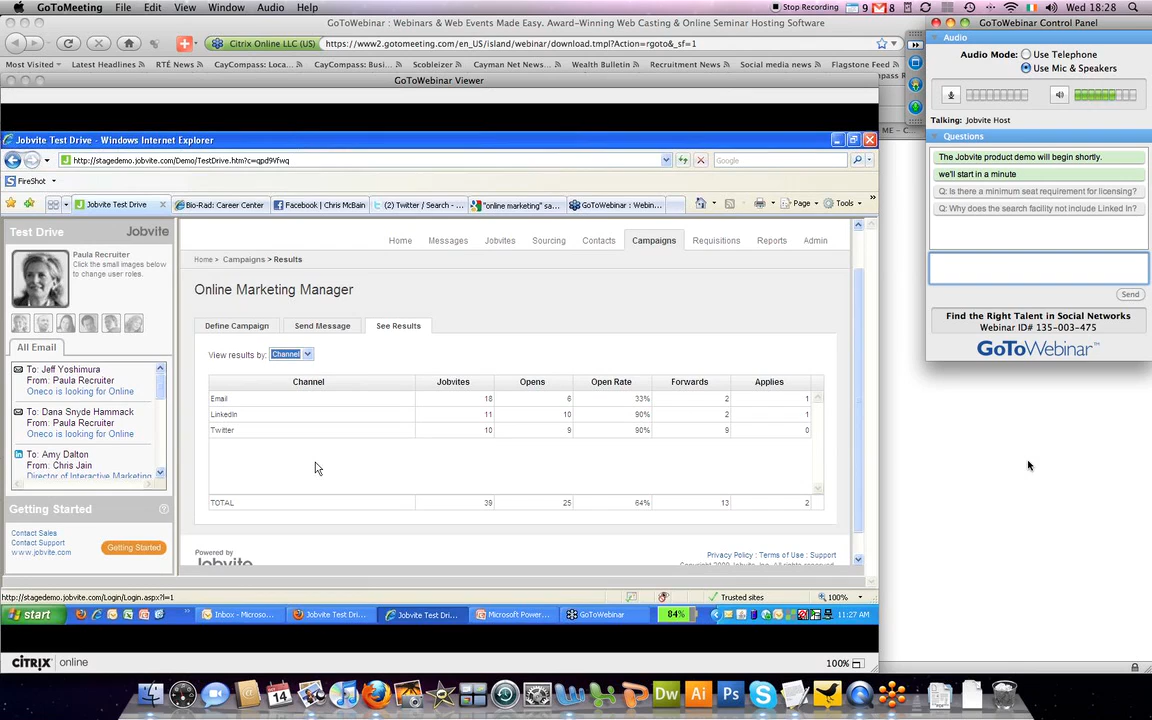 GoToMeeting File Edit View Window Audio Help
Stop Recording 9 8 Wed 18:28
GoToWebinar : Webinars & Web Events Made Easy. Award-Winning Web Casting & Online Seminar Hosting Software
Citrix Online LLC (US) https://www2.gotomeeting.com/en_US/island/webinar/download.tmpl?Action=rgoto&_sf=1
Most Visited Latest Headlines RTÉ News CayCompass: Loca... CayCompass: Busi... Scobleizer Cayman Net News... Wealth Bulletin Recruitment News Social media news Flagstone Feed
GoToWebinar Viewer
Jobvite Test Drive - Windows Internet Explorer
http://stagedemo.jobvite.com/Demo/TestDrive.htm?c=qpd9Vfwq
Google
FireShot
Jobvite Test Drive
Bio-Rad: Career Center
Facebook | Chris McBain
(2) Twitter / Search - ...
"online marketing" sa...
GoToWebinar : Webin...
Page Tools
Test Drive Jobvite
Paula Recruiter
Click the small images below
to change user roles.
All Email
To: Jeff Yoshimura
From: Paula Recruiter
Oneco is looking for Online
To: Dana Snyde Hammack
From: Paula Recruiter
Oneco is looking for Online
To: Amy Dalton
From: Chris Jain
Director of Interactive Marketing
Getting Started
Contact Sales
Contact Support
www.jobvite.com
Getting Started
Home Messages Jobvites Sourcing Contacts Campaigns Requisitions Reports Admin
Home > Campaigns > Results
Online Marketing Manager
Define Campaign Send Message See Results
View results by: Channel
Channel Jobvites Opens Open Rate Forwards Applies
Email 18 6 33% 2 1
LinkedIn 11 10 90% 2 1
Twitter 10 9 90% 9 0
TOTAL 39 25 64% 13 2
Powered by
Jobvite
Privacy Policy : Terms of Use : Support
http://stagedemo.jobvite.com/Login/Login.aspx?l=1
Trusted sites 100%
start
Inbox - Microso...
Jobvite Test Dri...
Jobvite Test Dri...
Microsoft Power...
GoToWebinar
84%
11:27 AM
CITRIX online
100%
GoToWebinar Control Panel
Audio
Audio Mode: Use Telephone
Use Mic & Speakers
Talking: Jobvite Host
Questions
The Jobvite product demo will begin shortly.
we'll start in a minute
Q: Is there a minimum seat requirement for licensing?
Q: Why does the search facility not include Linked In?
Send
Find the Right Talent in Social Networks
Webinar ID# 135-003-475
GoToWebinar™
JUL
14
Dw
Ai
Ps